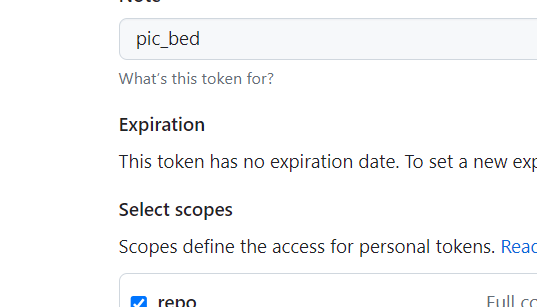 Note
pic_bed
What's this token for?
Expiration
This token has no expiration date. To set a new exp
Select scopes
Scopes define the access for personal tokens. Read
repo Full co